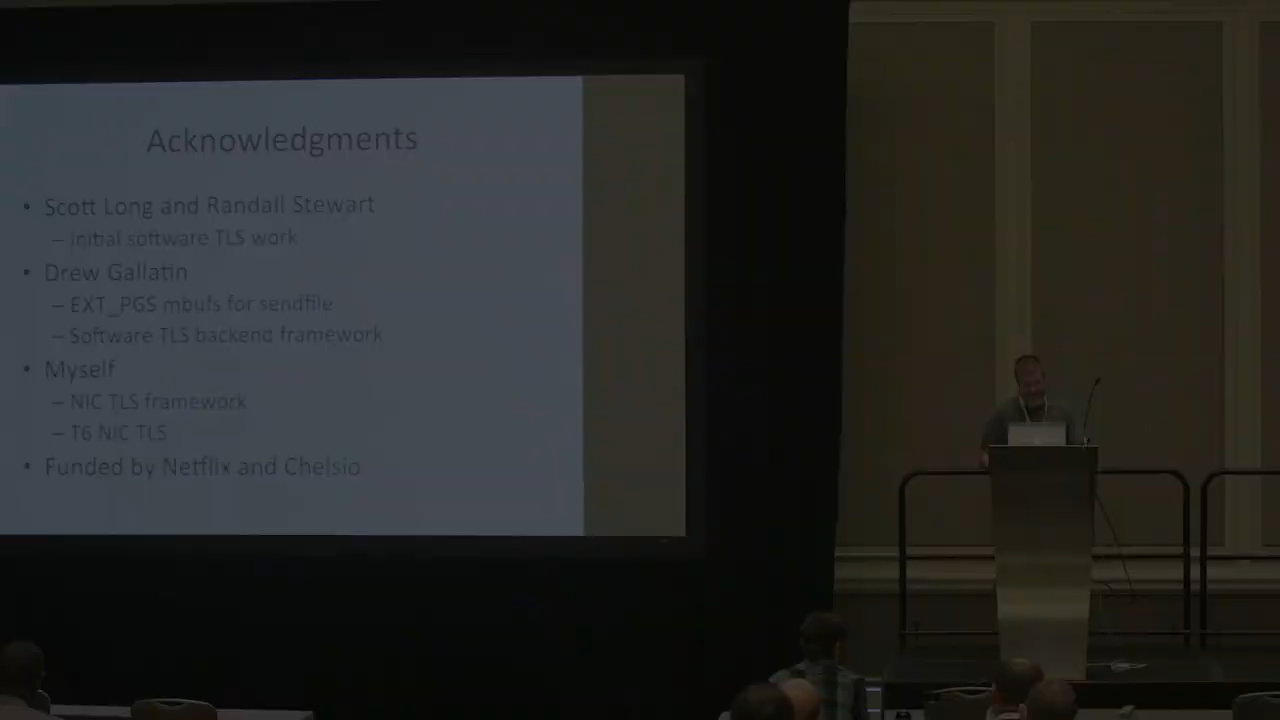 Acknowledgments
• Scott Long and Randall Stewart
– Initial software TLS work
• Drew Gallatin
– EXT_PGS mbufs for sendfile
– Software TLS backend framework
• Myself
– NIC TLS framework
– T6 NIC TLS
• Funded by Netflix and Chelsio